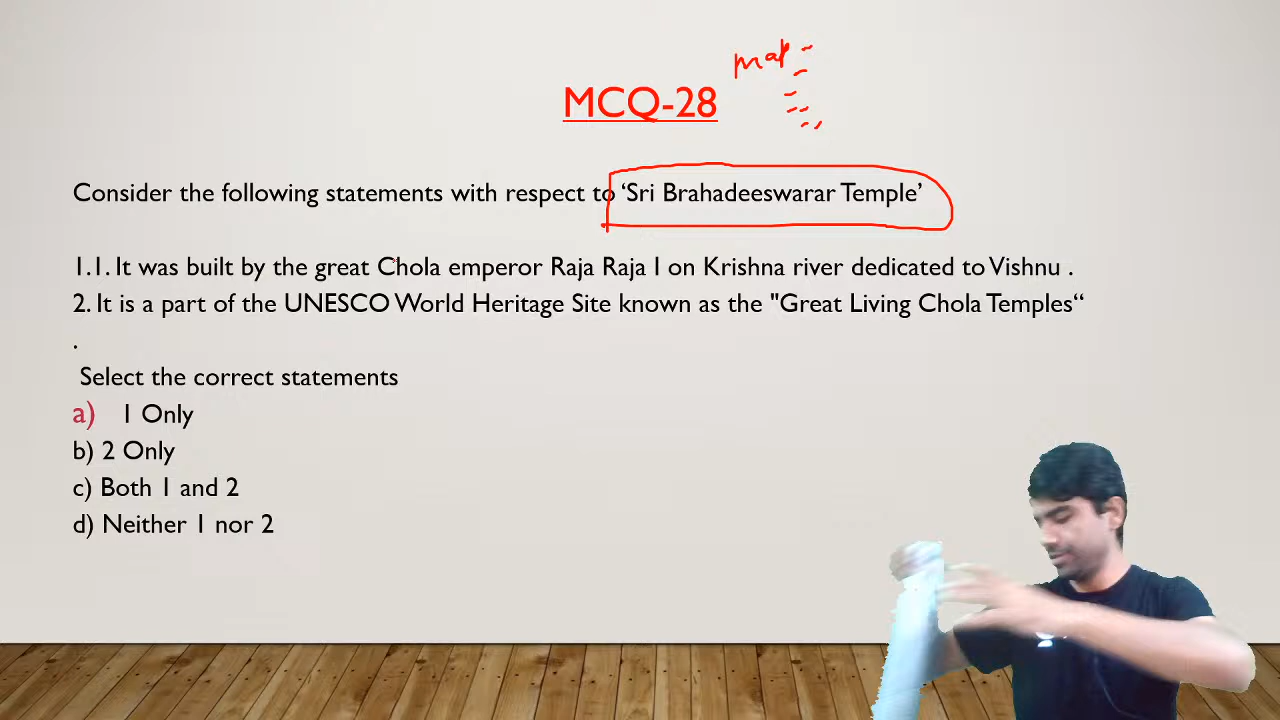 map
MCQ-28
Consider the following statements with respect to ‘Sri Brahadeeswarar Temple’
1.1. It was built by the great Chola emperor Raja Raja I on Krishna river dedicated to Vishnu .
2. It is a part of the UNESCO World Heritage Site known as the "Great Living Chola Temples“
.
Select the correct statements
a) 1 Only
b) 2 Only
c) Both 1 and 2
d) Neither 1 nor 2